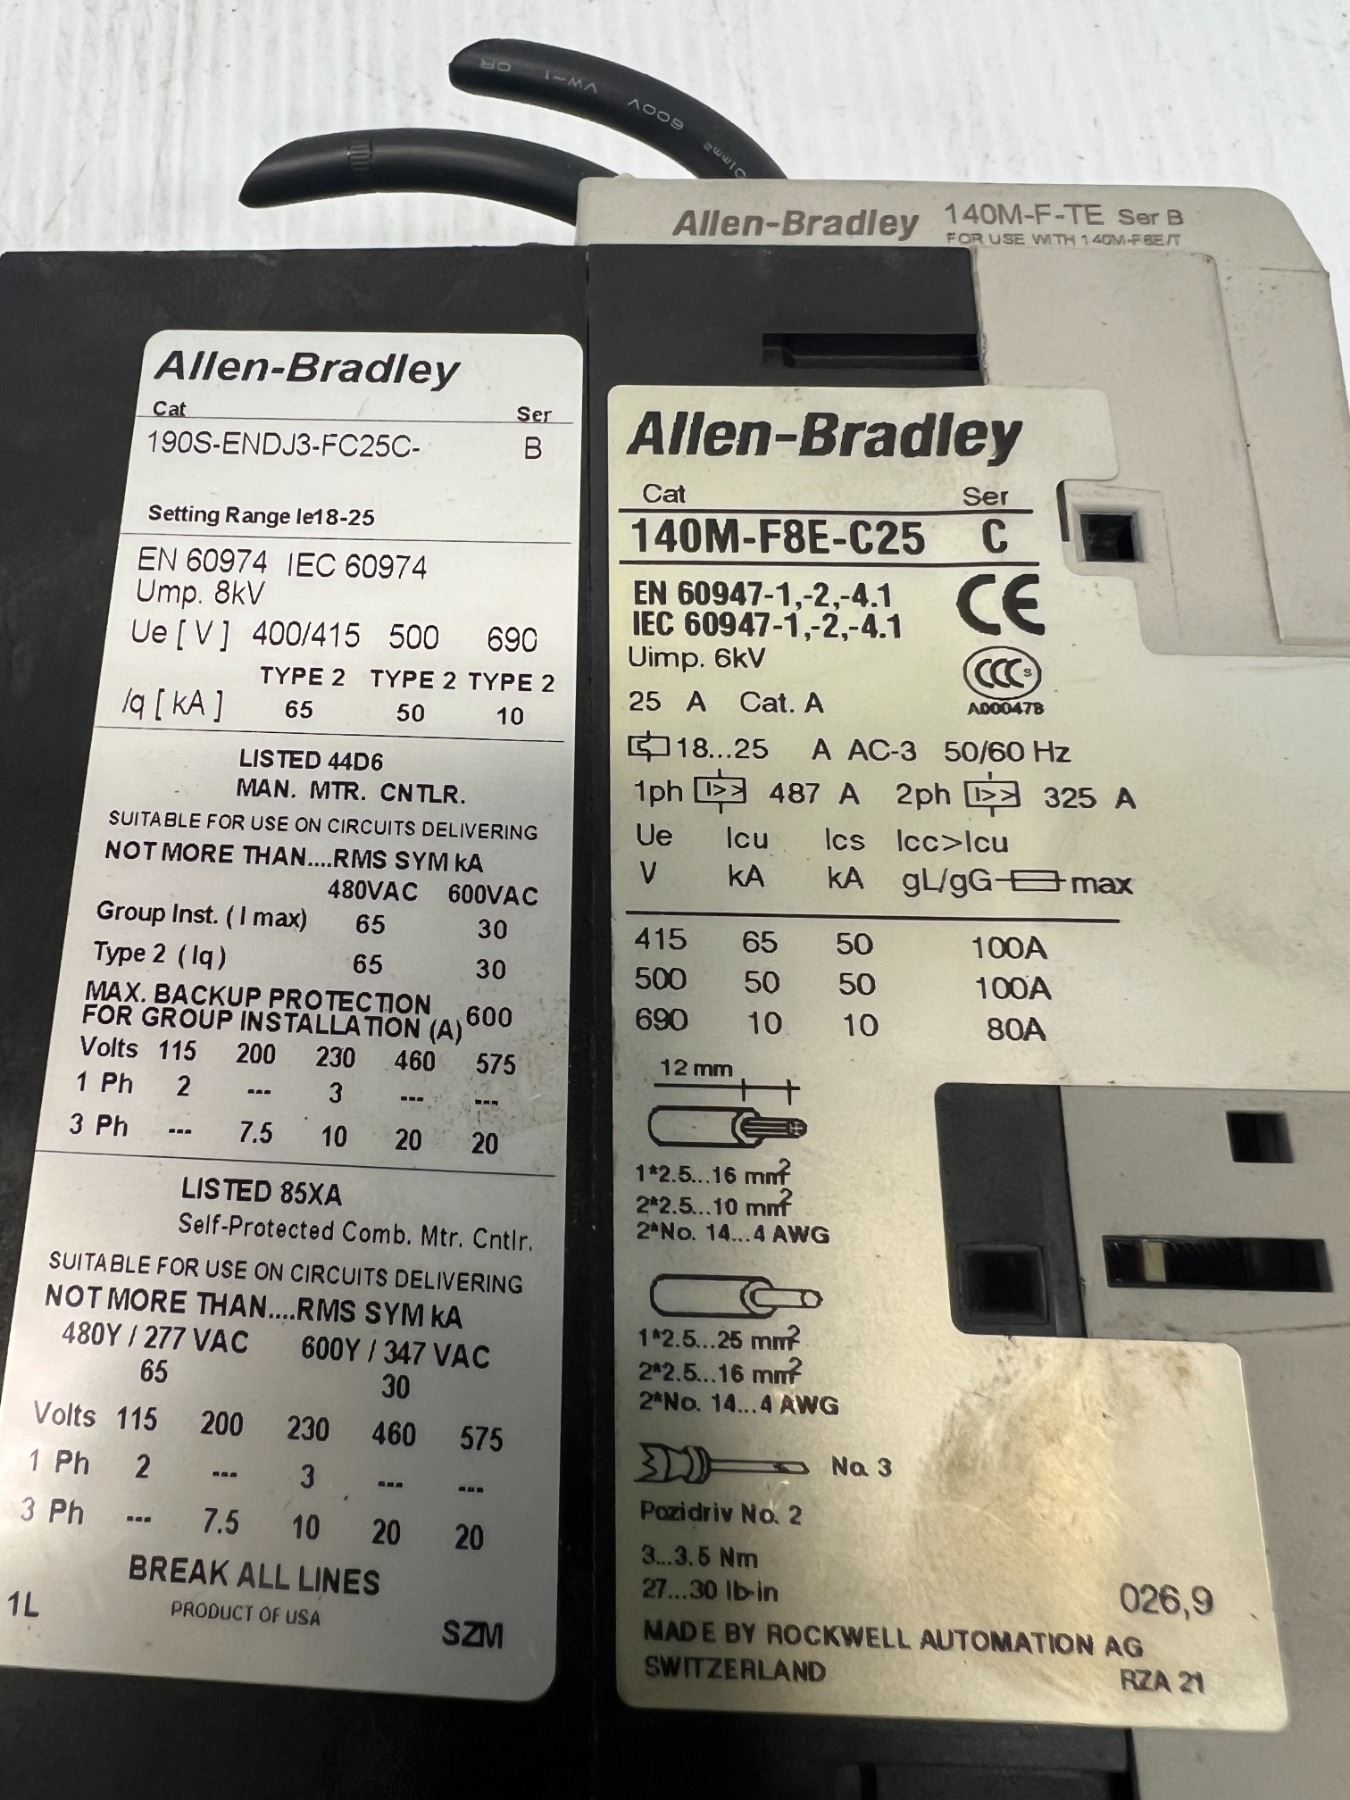 OR VW-1 600V
Allen-Bradley 140M-F-TE Ser B
FOR USE WITH 140M-F8E/T
Allen-Bradley
Cat Ser
190S-ENDJ3-FC25C- B
Setting Range Ie18-25
EN 60974 IEC 60974
Ump. 8kV
Ue [ V ] 400/415 500 690
TYPE 2 TYPE 2 TYPE 2
Iq [ kA ] 65 50 10
LISTED 44D6
MAN. MTR. CNTLR.
SUITABLE FOR USE ON CIRCUITS DELIVERING
NOT MORE THAN....RMS SYM kA
480VAC 600VAC
Group Inst. ( I max) 65 30
Type 2 ( Iq ) 65 30
MAX. BACKUP PROTECTION
FOR GROUP INSTALLATION (A) 600
Volts 115 200 230 460 575
1 Ph 2 --- 3 --- ---
3 Ph --- 7.5 10 20 20
LISTED 85XA
Self-Protected Comb. Mtr. Cntlr.
SUITABLE FOR USE ON CIRCUITS DELIVERING
NOT MORE THAN....RMS SYM kA
480Y / 277 VAC 600Y / 347 VAC
65 30
Volts 115 200 230 460 575
1 Ph 2 --- 3 --- ---
3 Ph --- 7.5 10 20 20
BREAK ALL LINES
1L PRODUCT OF USA SZM
Allen-Bradley
Cat Ser
140M-F8E-C25 C
EN 60947-1,-2,-4.1 CE
IEC 60947-1,-2,-4.1
Uimp. 6kV CCC S
25 A Cat. A A00047B
18...25 A AC-3 50/60 Hz
1ph I>> 487 A 2ph I>> 325 A
Ue Icu Ics Icc>Icu
V kA kA gL/gG max
415 65 50 100A
500 50 50 100A
690 10 10 80A
12 mm
1*2.5...16 mm²
2*2.5...10 mm²
2*No. 14...4 AWG
1*2.5...25 mm²
2*2.5...16 mm²
2*No. 14...4 AWG
No. 3
Pozidriv No. 2
3...3.5 Nm
27...30 lb-in 026,9
MADE BY ROCKWELL AUTOMATION AG
SWITZERLAND RZA 21